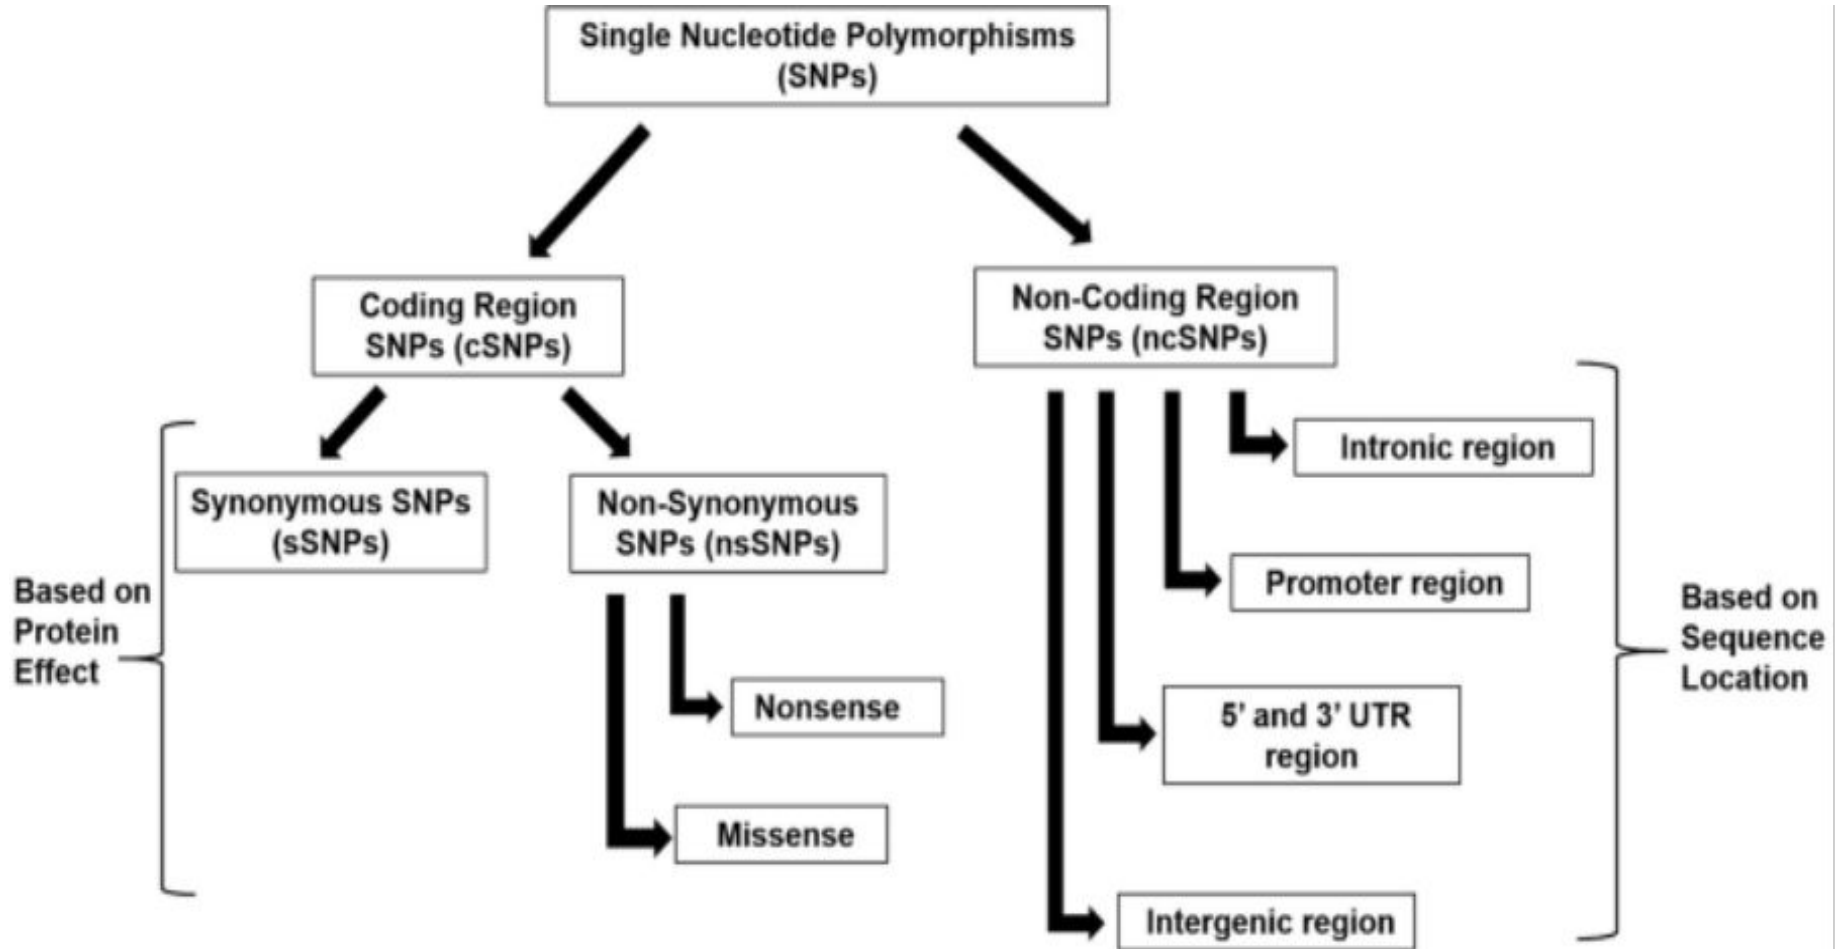 Single Nucleotide Polymorphisms
(SNPs)
Coding Region
SNPs (cSNPs)
Non-Coding Region
SNPs (ncSNPs)
Synonymous SNPs
(sSNPs)
Non-Synonymous
SNPs (nsSNPs)
Based on
Protein
Effect
Nonsense
Missense
Intronic region
Promoter region
5’ and 3’ UTR
region
Intergenic region
Based on
Sequence
Location